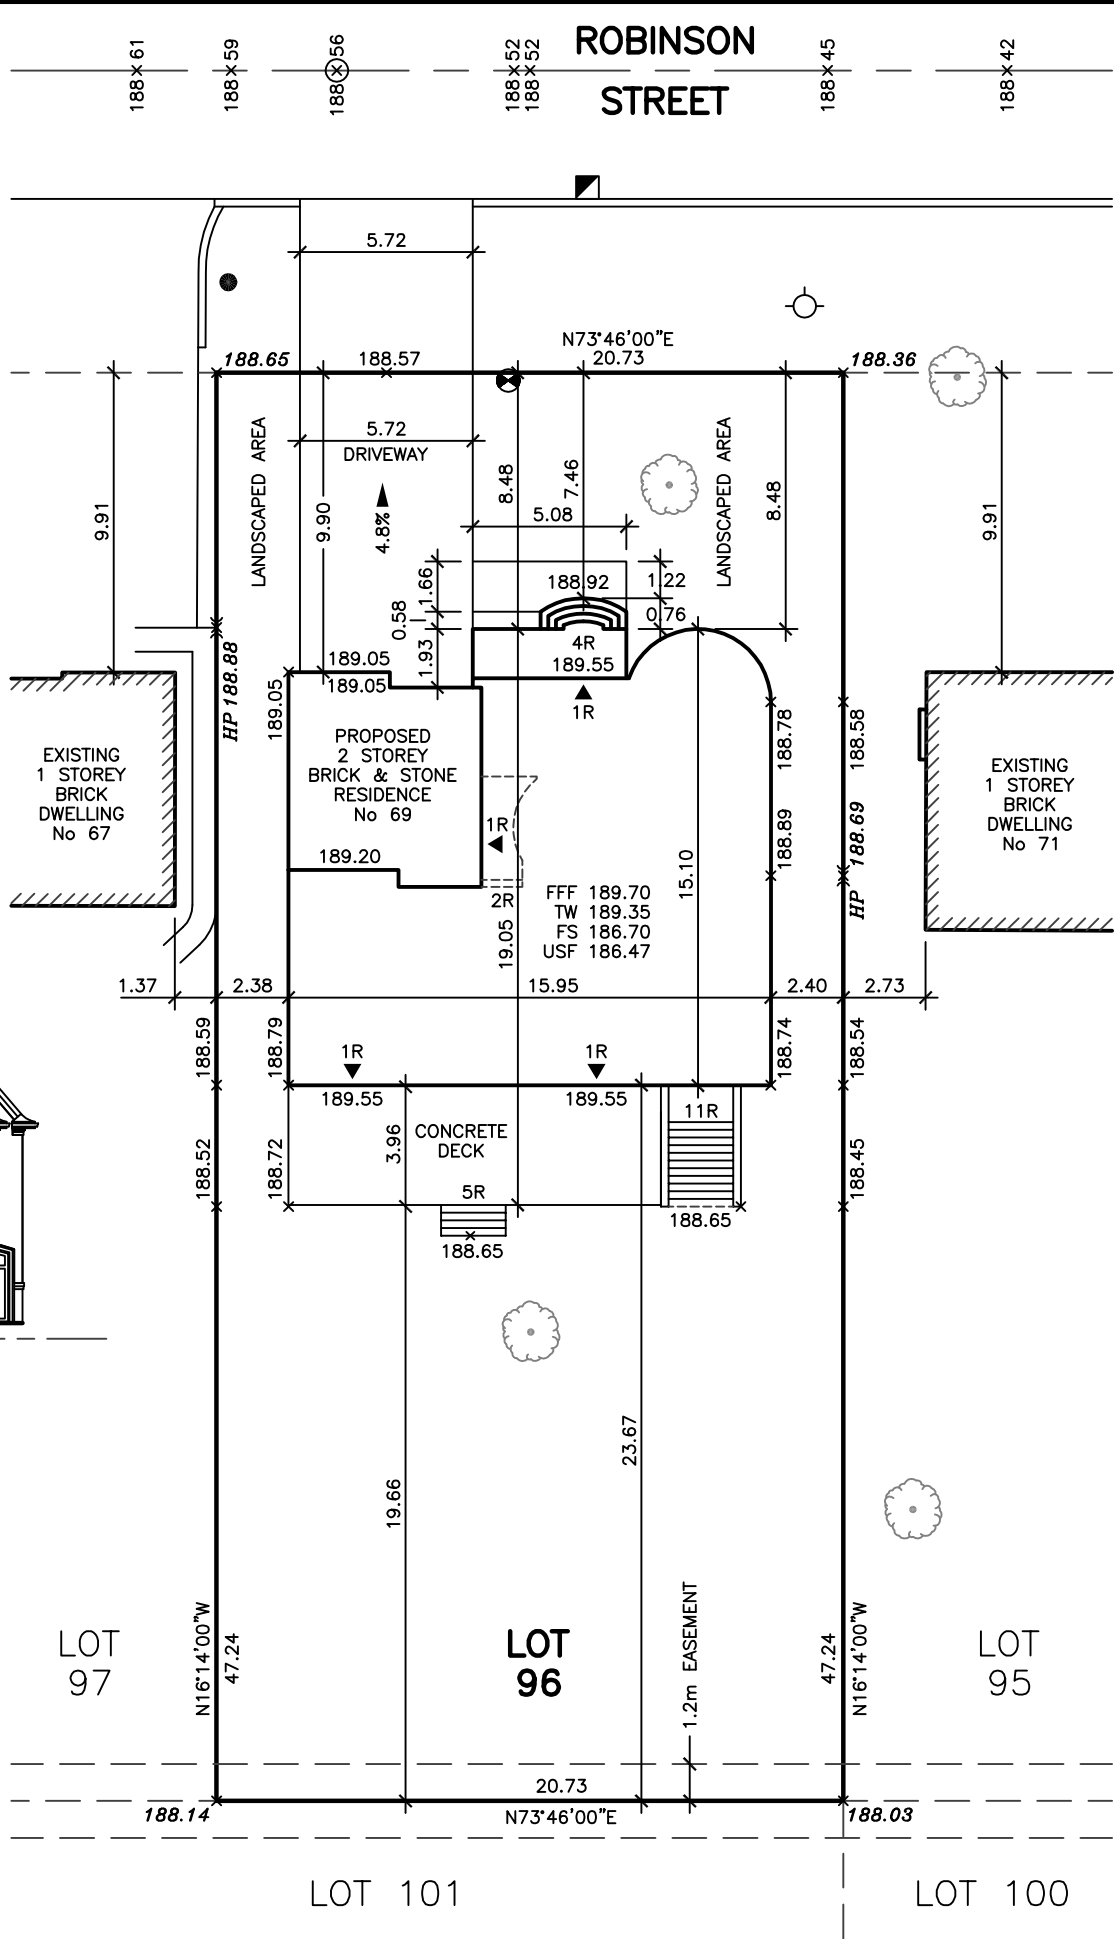 188×61
188×59
188×56
188×52
188×52
ROBINSON
STREET
188×45
188×42
5.72
N73°46'00"E
20.73
188.65
188.57
188.36
LANDSCAPED AREA
5.72
DRIVEWAY
4.8%
9.91
9.90
8.48
7.46
5.08
LANDSCAPED AREA
8.48
9.91
1.66
0.58
1.93
188.92
1.22
0.76
4R
189.55
1R
189.05
189.05
189.05
HP 188.88
EXISTING
1 STOREY
BRICK
DWELLING
No 67
PROPOSED
2 STOREY
BRICK & STONE
RESIDENCE
No 69
188.78
188.58
EXISTING
1 STOREY
BRICK
DWELLING
No 71
1R
189.20
2R
19.05
15.10
188.89
HP 188.69
FFF 189.70
TW 189.35
FS 186.70
USF 186.47
1.37
2.38
15.95
2.40
2.73
188.59
188.79
1R
1R
188.74
188.54
189.55
189.55
188.52
188.72
3.96
CONCRETE
DECK
11R
188.45
5R
188.65
188.65
19.66
23.67
LOT
97
N16°14'00"W
47.24
LOT
96
1.2m EASEMENT
47.24
N16°14'00"W
LOT
95
20.73
188.14
N73°46'00"E
188.03
LOT 101
LOT 100